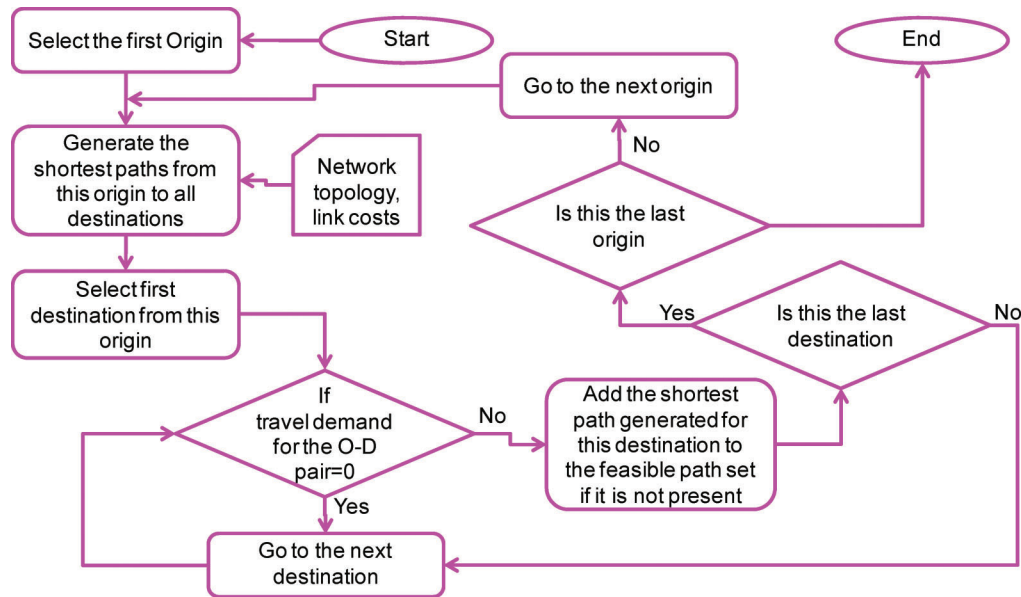 Start
Select the first Origin
End
Go to the next origin
Generate the
shortest paths from
this origin to all
destinations
Network
topology,
link costs
No
Is this the last
origin
Select first
destination from this
origin
Yes
Is this the last
destination
No
If
travel demand
for the O-D
pair=0
No
Add the shortest
path generated for
this destination to
the feasible path set
if it is not present
Yes
Go to the next
destination